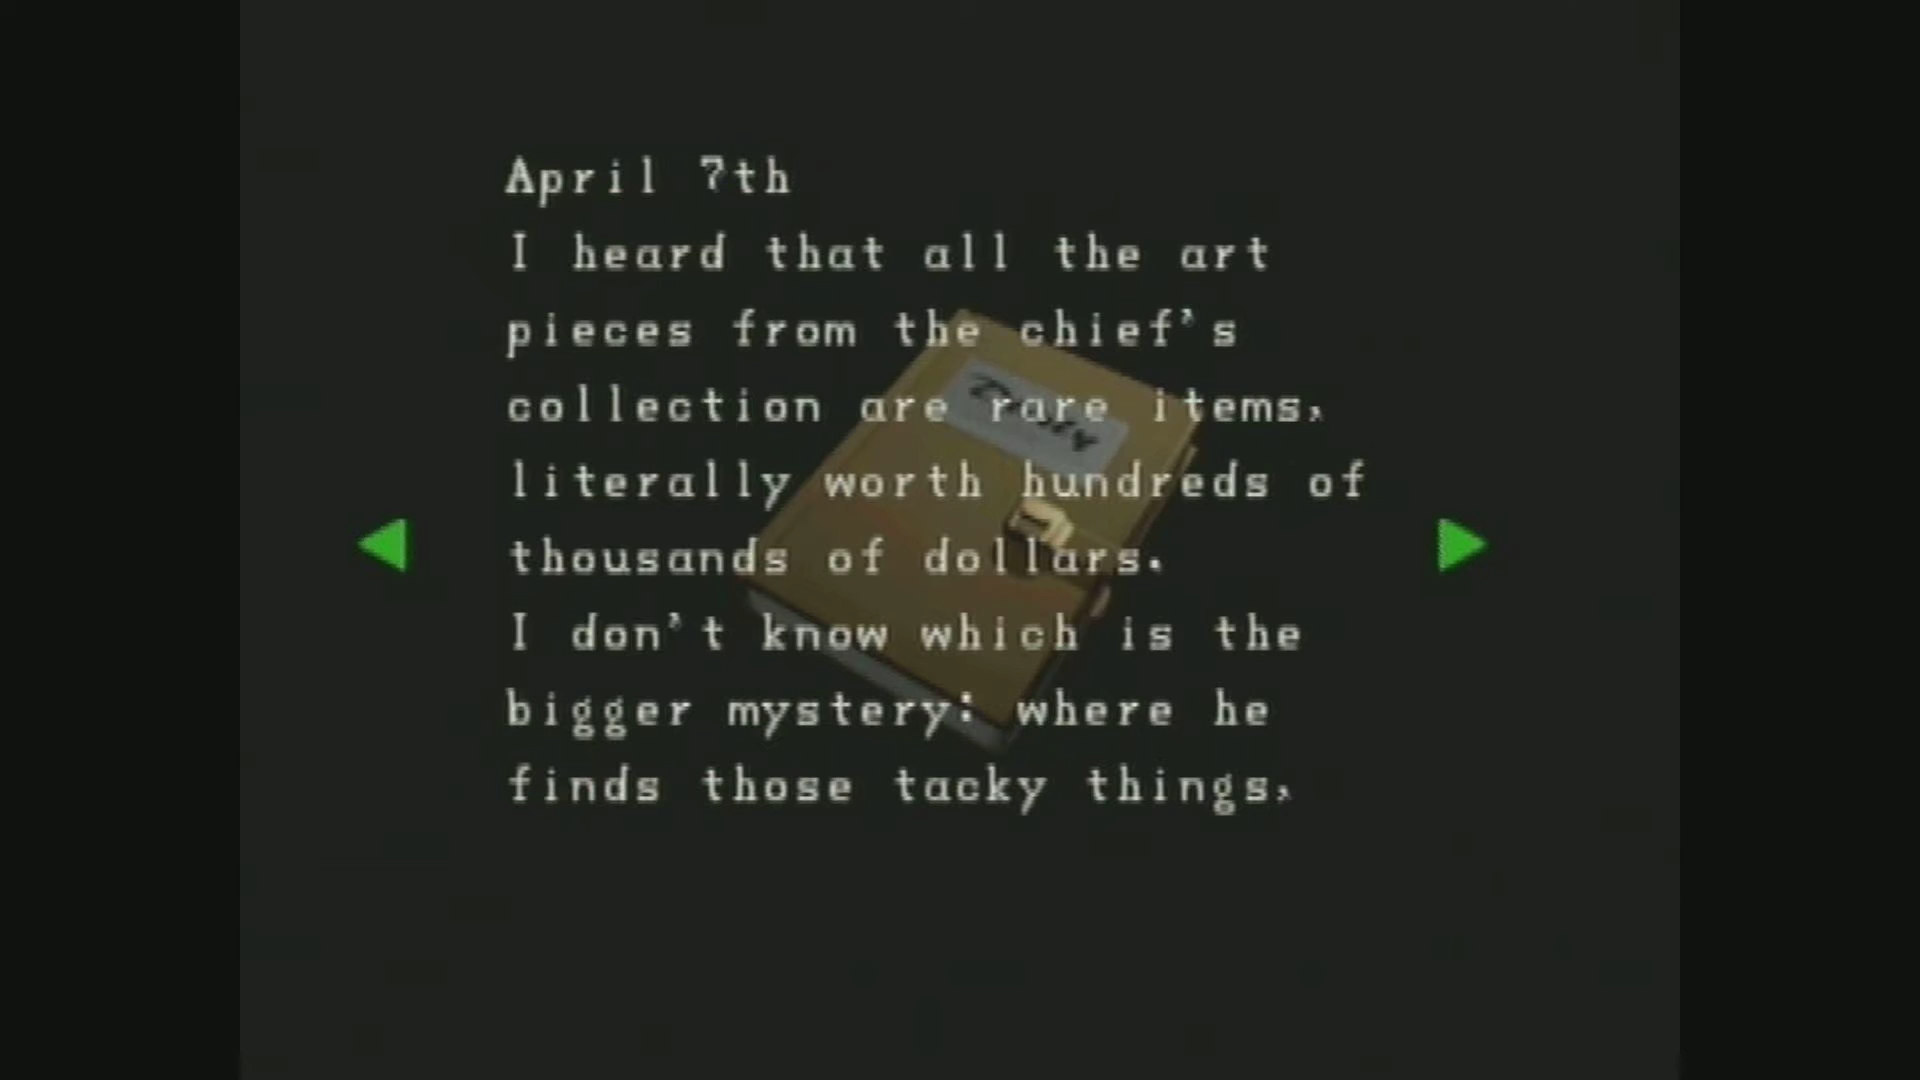 April 7th
I heard that all the art
pieces from the chief's
collection are rare items,
literally worth hundreds of
thousands of dollars.
I don't know which is the
bigger mystery: where he
finds those tacky things,
Diary